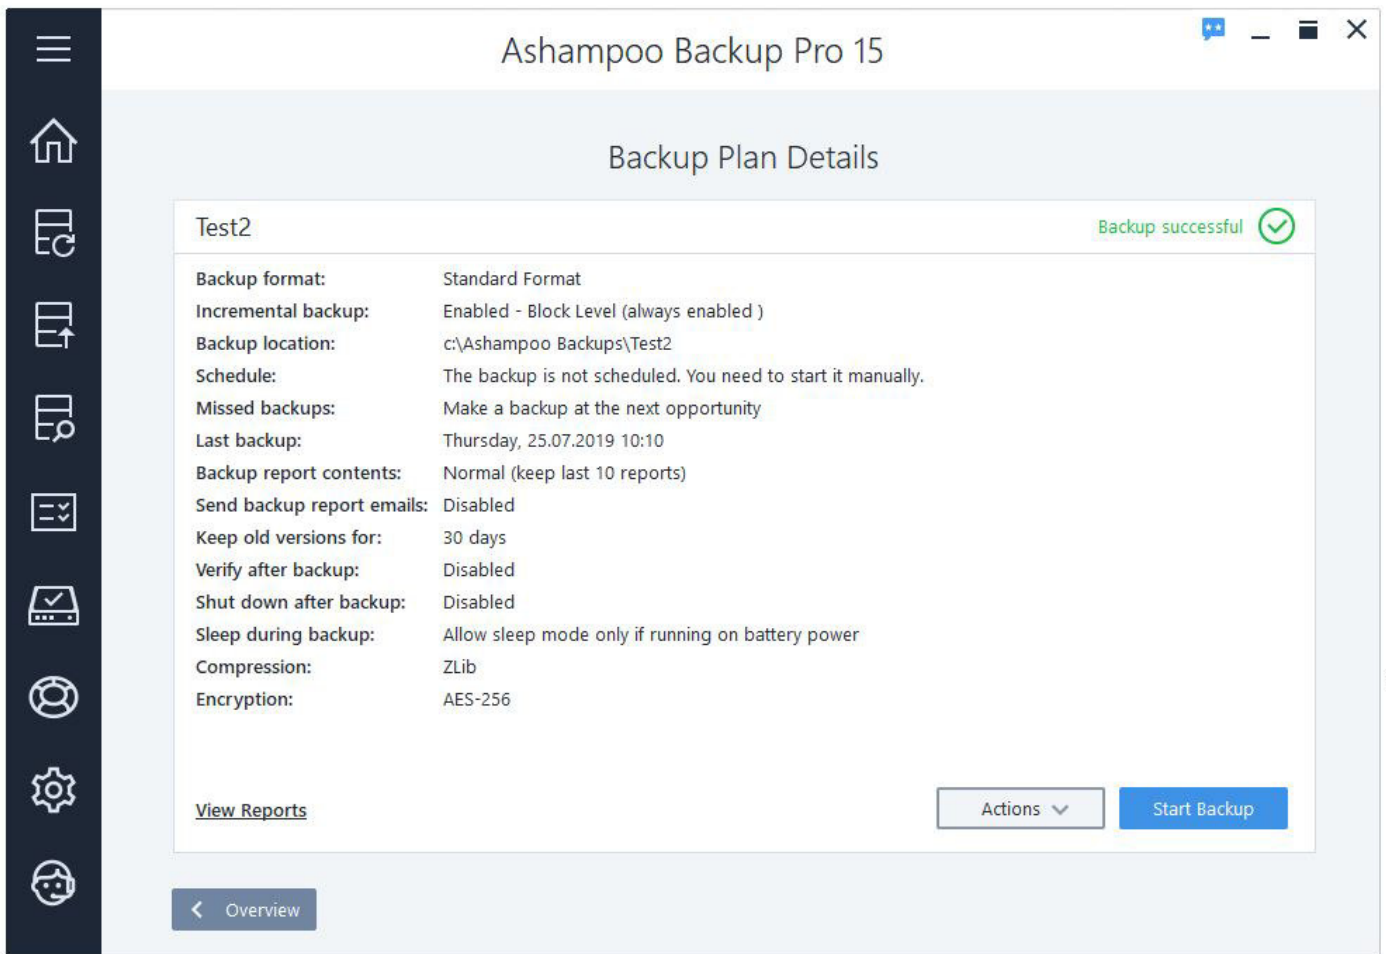 Ashampoo Backup Pro 15
Backup Plan Details
Test2 Backup successful
Backup format: Standard Format
Incremental backup: Enabled - Block Level (always enabled )
Backup location: c:\Ashampoo Backups\Test2
Schedule: The backup is not scheduled. You need to start it manually.
Missed backups: Make a backup at the next opportunity
Last backup: Thursday, 25.07.2019 10:10
Backup report contents: Normal (keep last 10 reports)
Send backup report emails: Disabled
Keep old versions for: 30 days
Verify after backup: Disabled
Shut down after backup: Disabled
Sleep during backup: Allow sleep mode only if running on battery power
Compression: ZLib
Encryption: AES-256
View Reports Actions Start Backup
Overview